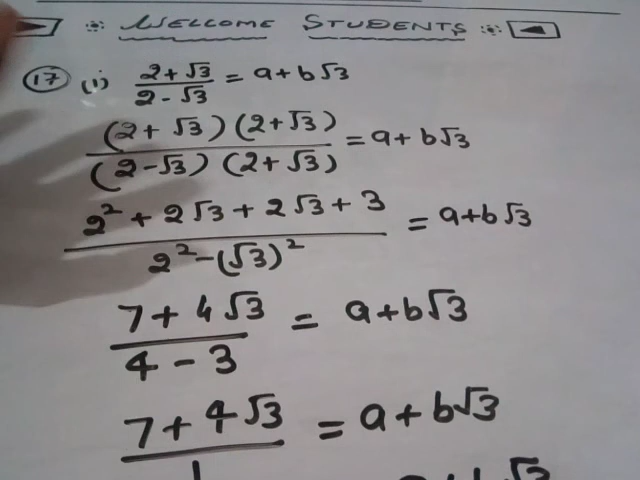 WELLCOME STUDENTS
17 (i) 2+√3 / 2-√3 = a+b√3
(2+√3)(2+√3) / (2-√3)(2+√3) = a+b√3
2²+2√3+2√3+3 / 2²-(√3)² = a+b√3
7+4√3 / 4-3 = a+b√3
7+4√3 / 1 = a+b√3